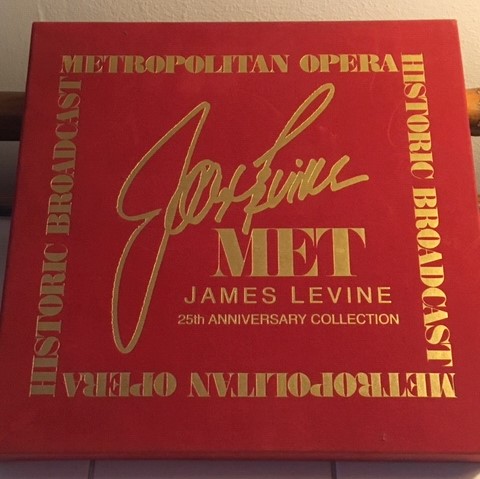 METROPOLITAN OPERA
HISTORIC BROADCAST
James Levine
MET
JAMES LEVINE
25th ANNIVERSARY COLLECTION
HISTORIC BROADCAST
METROPOLITAN OPERA